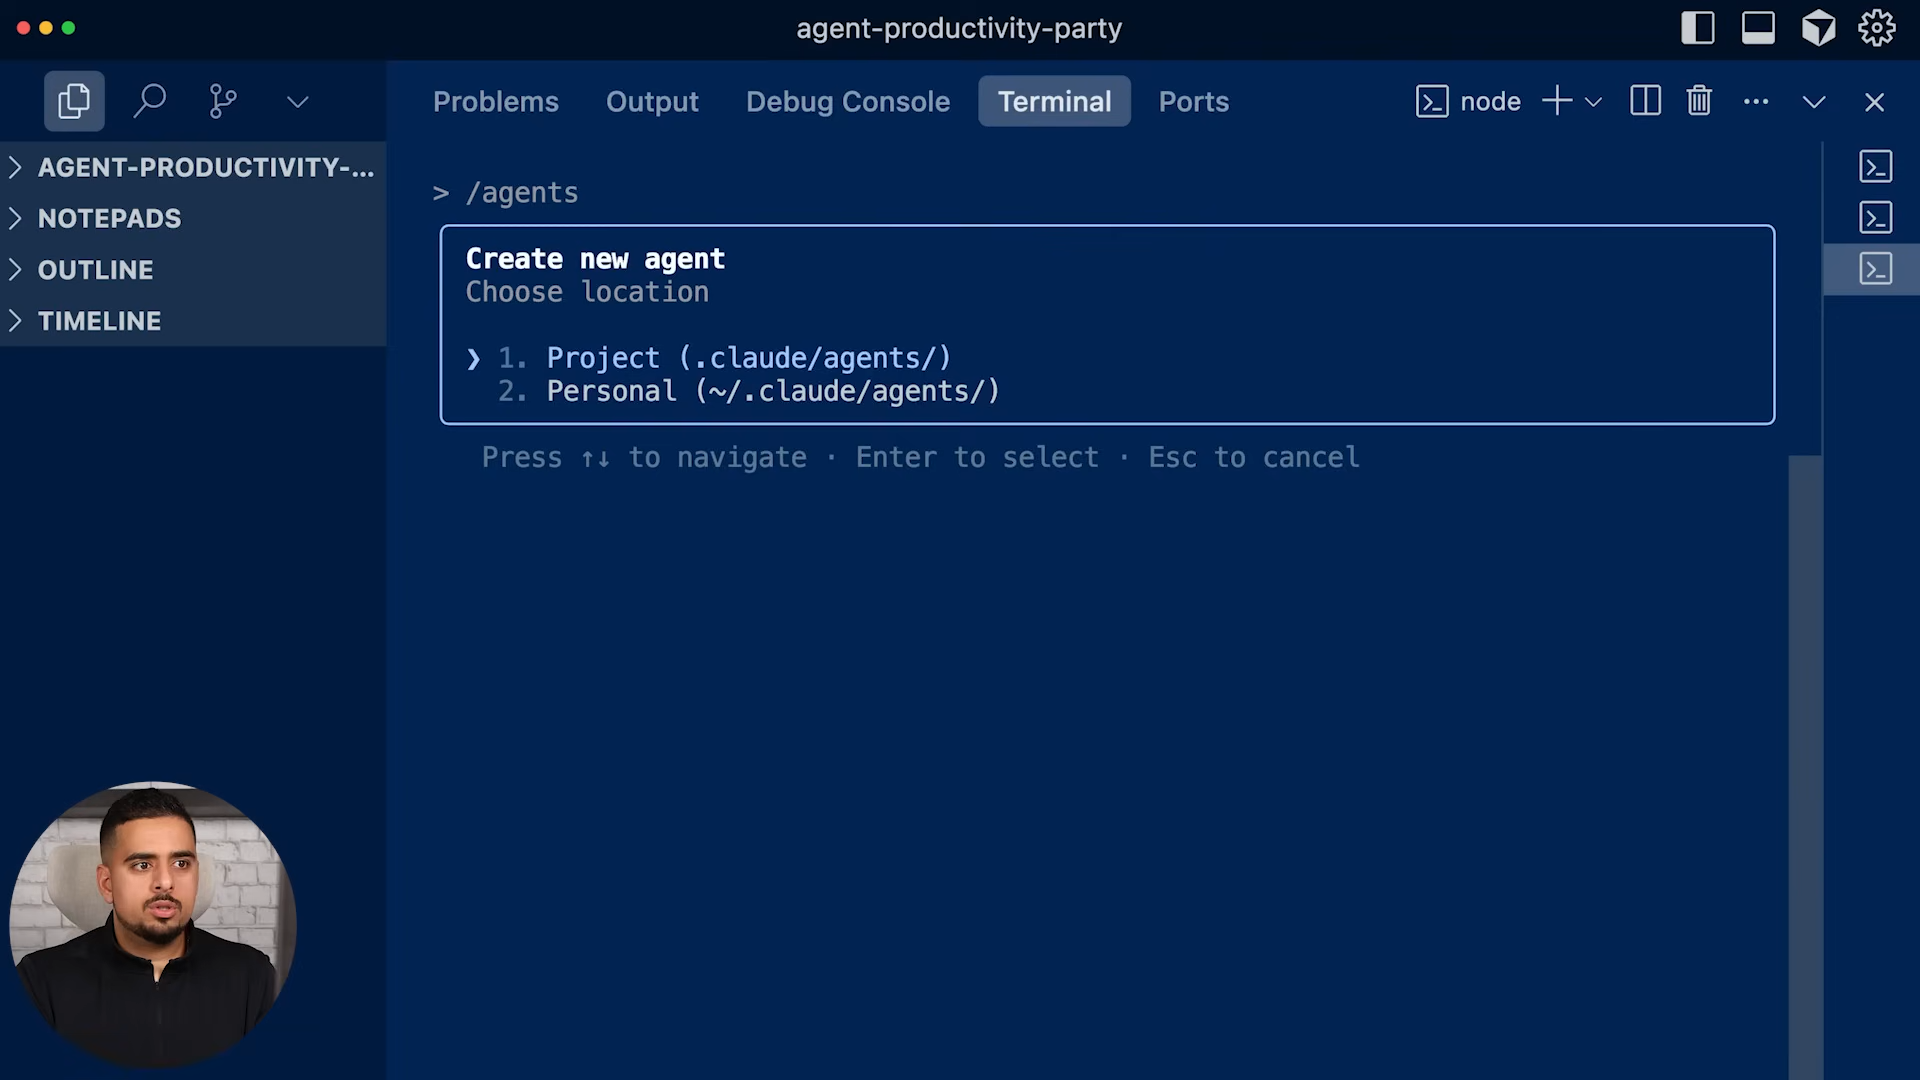 agent-productivity-party
Problems Output Debug Console Terminal Ports node
AGENT-PRODUCTIVITY-...
NOTEPADS
OUTLINE
TIMELINE
> /agents
Create new agent
Choose location
❯ 1. Project (.claude/agents/)
2. Personal (~/.claude/agents/)
Press ↑↓ to navigate · Enter to select · Esc to cancel